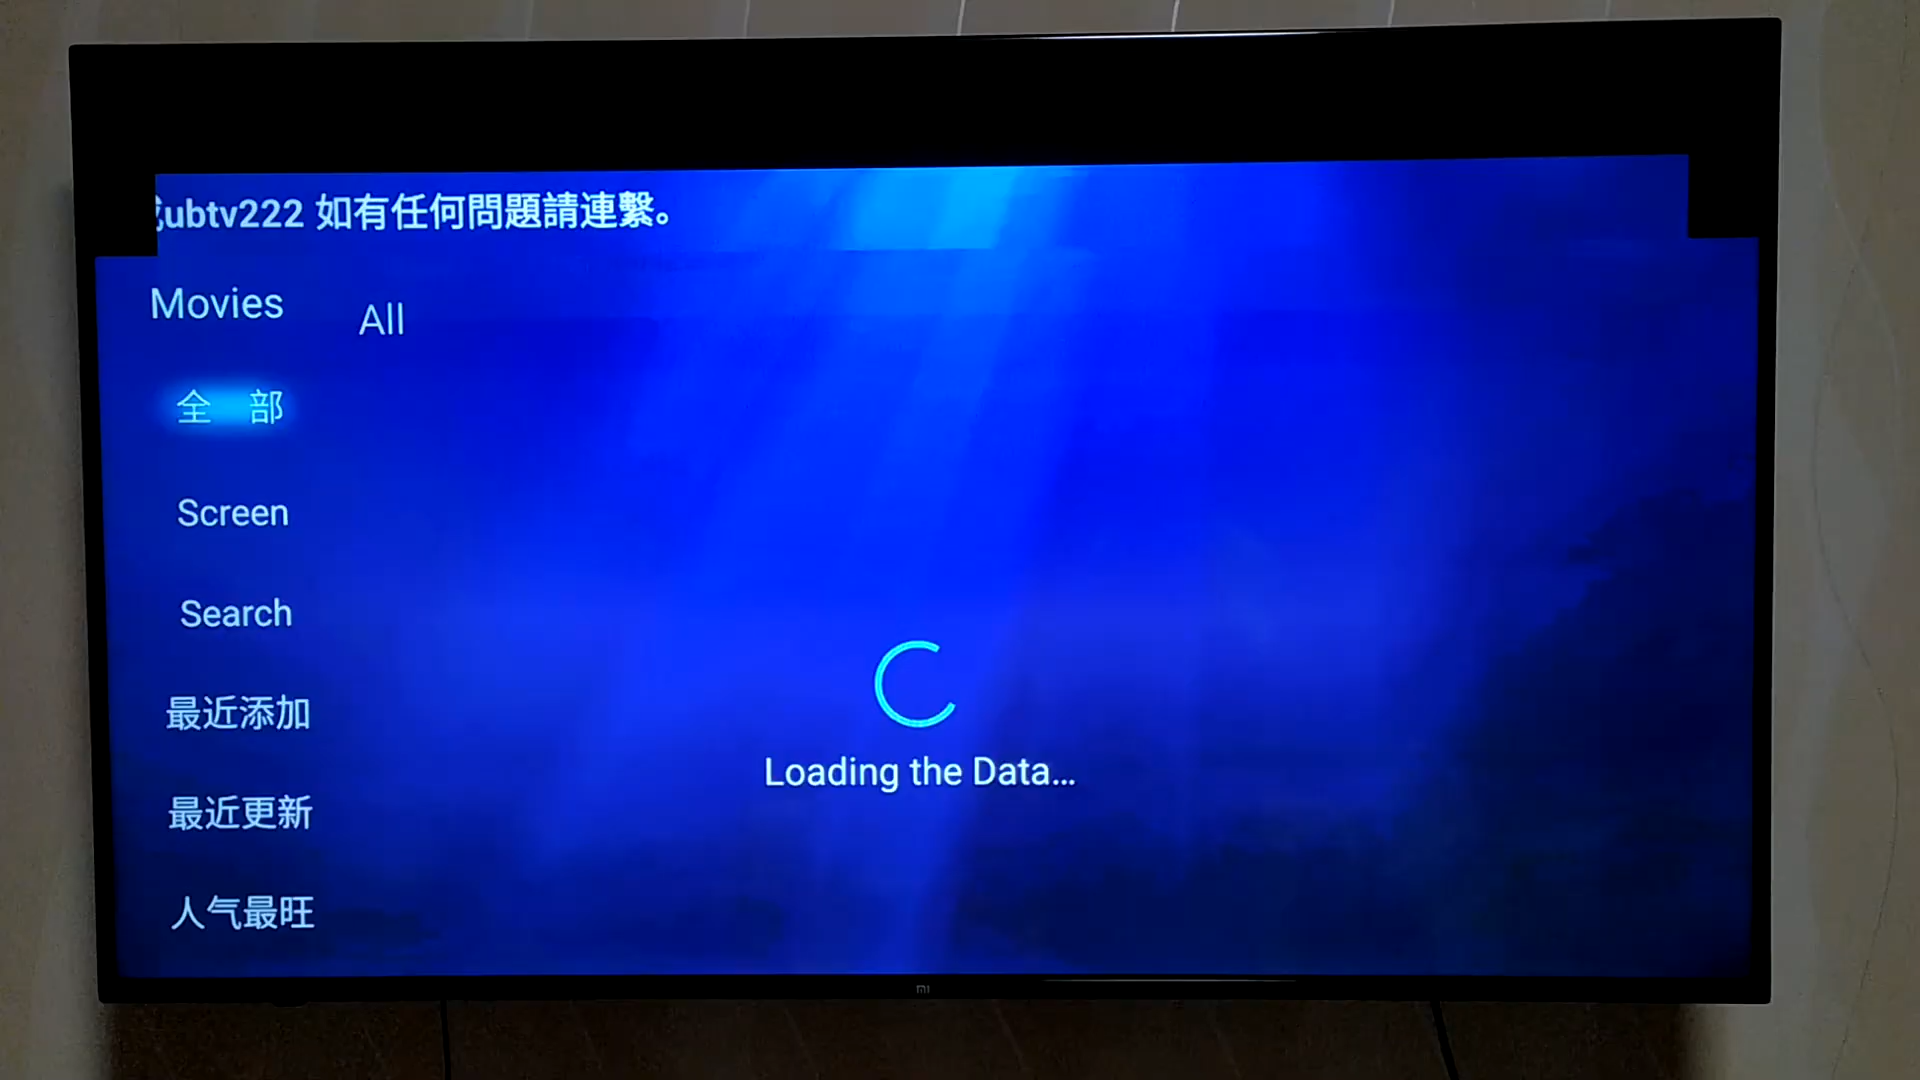 ubtv222 如有任何問題請連繫。
Movies
All
全 部
Screen
Search
最近添加
最近更新
人气最旺
Loading the Data...
mi